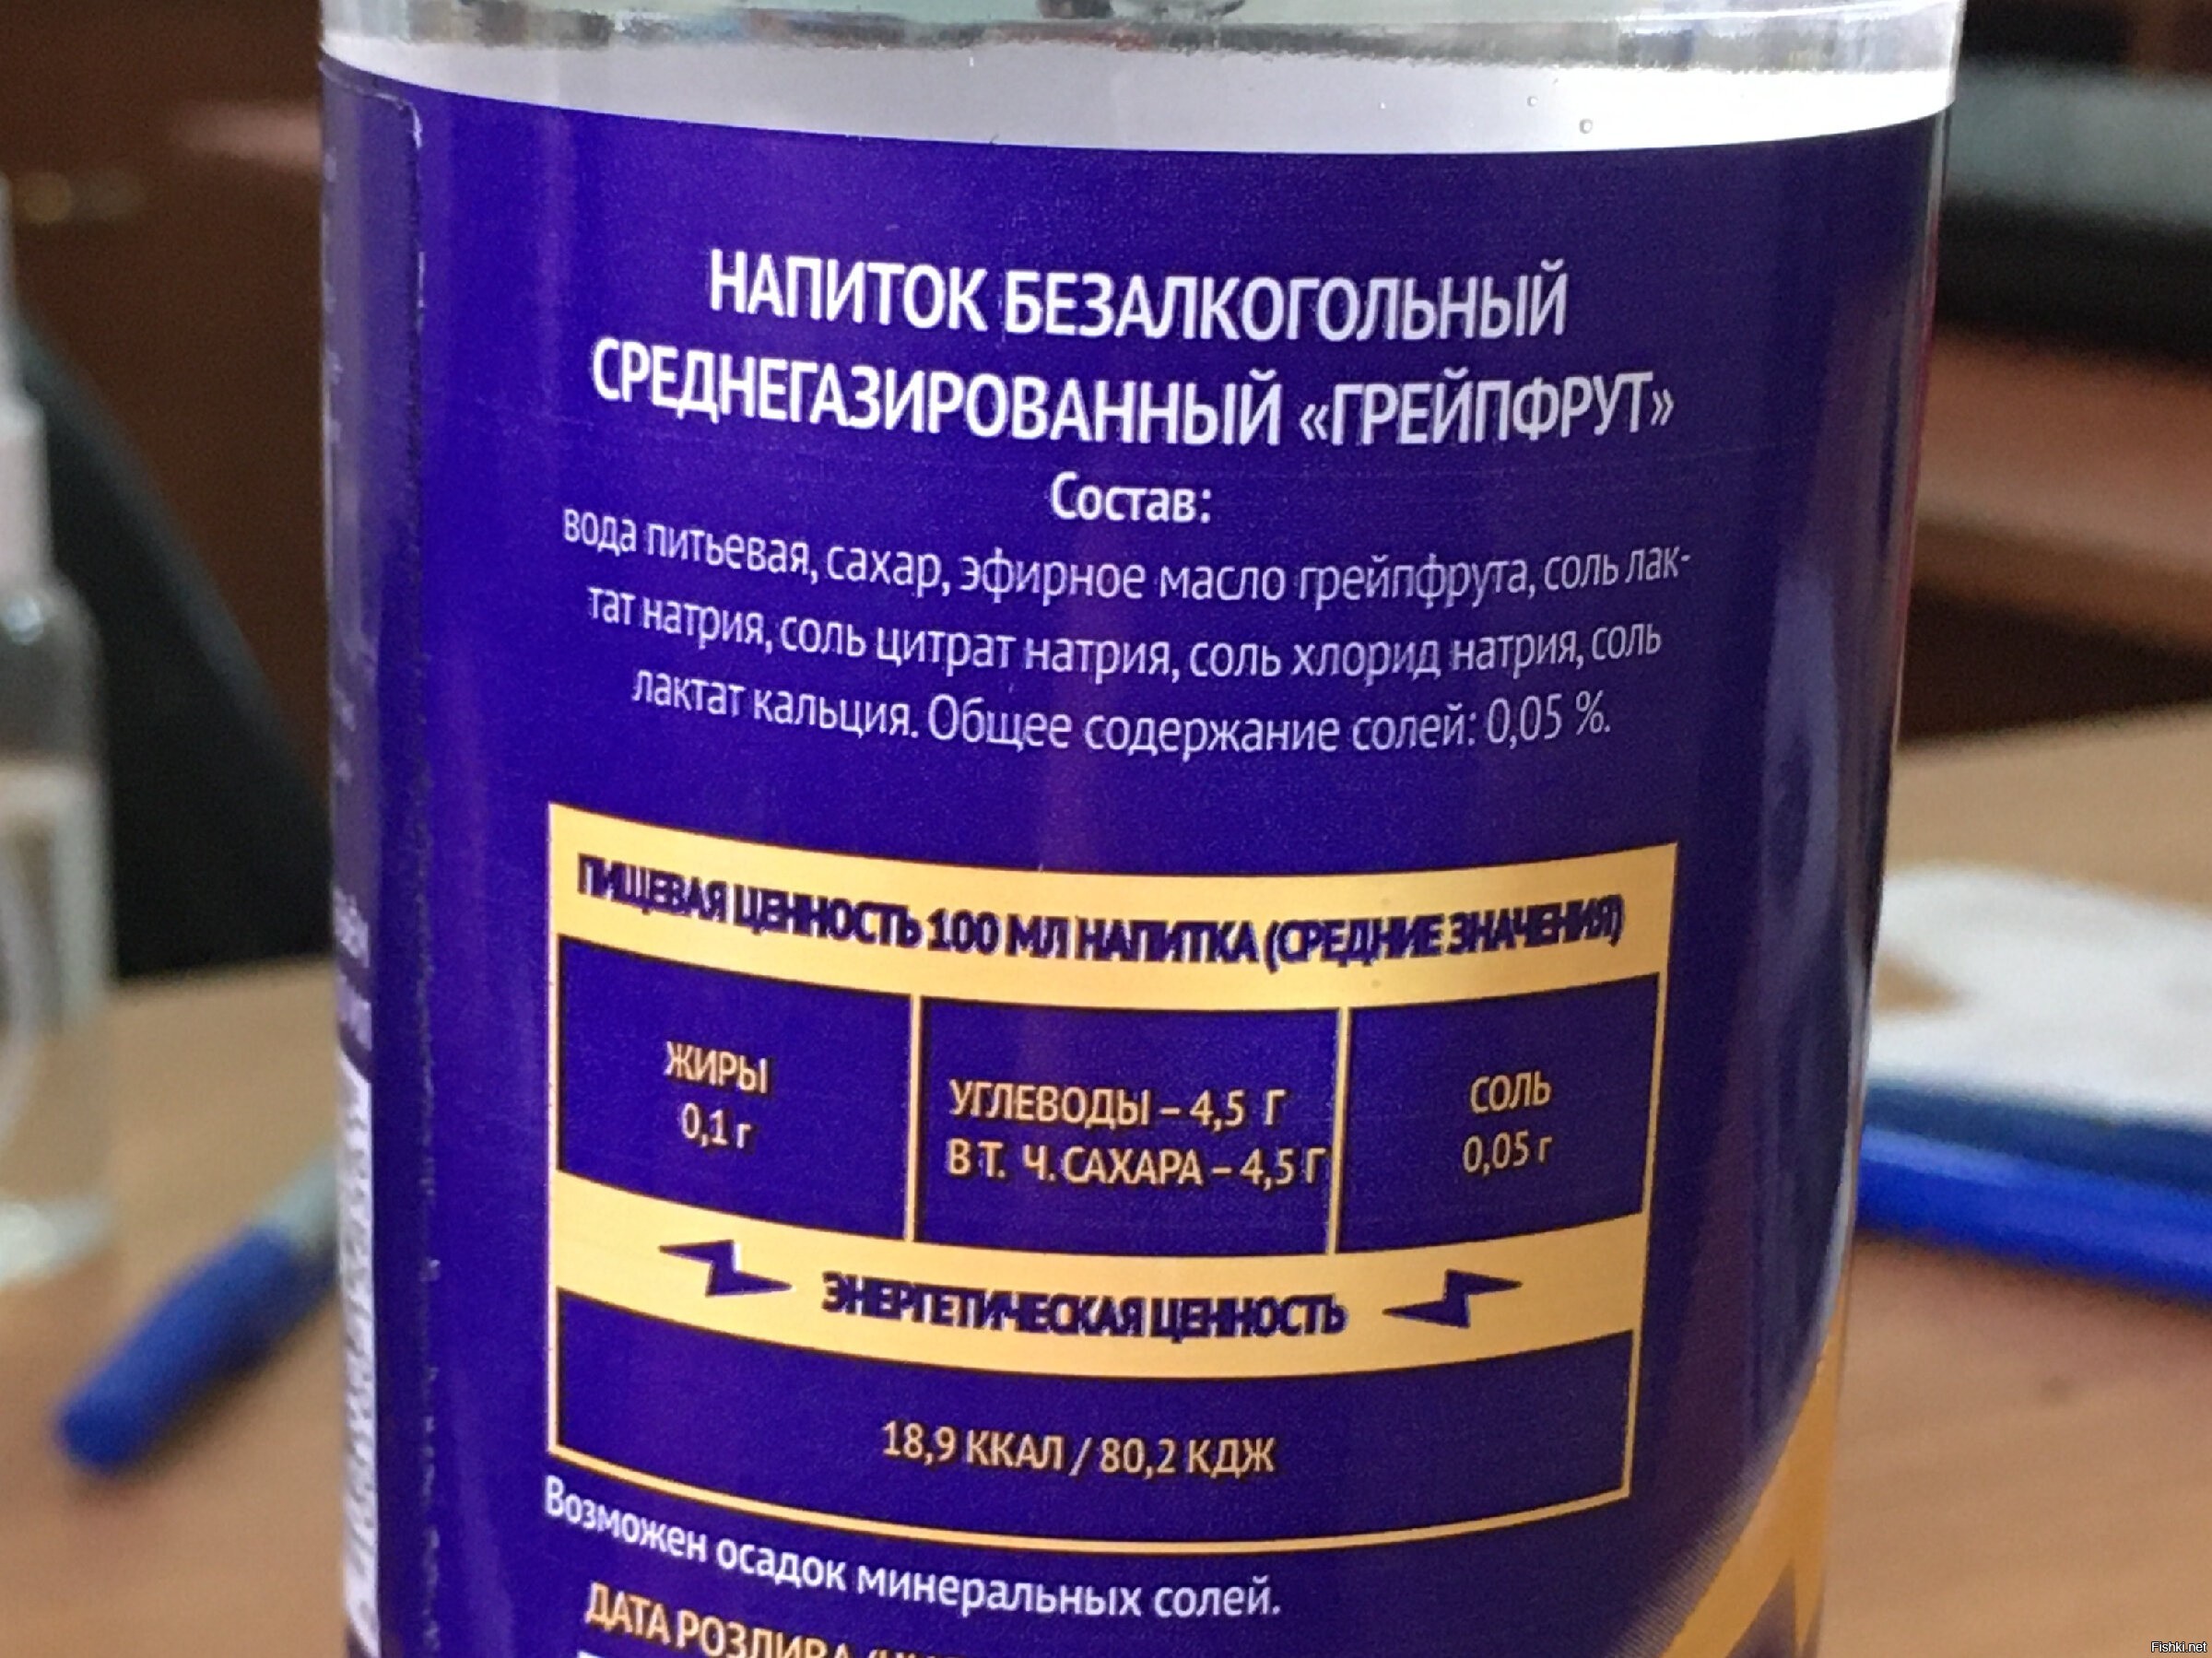 НАПИТОК БЕЗАЛКОГОЛЬНЫЙ
СРЕДНЕГАЗИРОВАННЫЙ «ГРЕЙПФРУТ»
Состав:
вода питьевая, сахар, эфирное масло грейпфрута, соль лак-
тат натрия, соль цитрат натрия, соль хлорид натрия, соль
лактат кальция. Общее содержание солей: 0,05 %.
ПИЩЕВАЯ ЦЕННОСТЬ 100 МЛ НАПИТКА (СРЕДНИЕ ЗНАЧЕНИЯ)
ЖИРЫ
0,1 г
УГЛЕВОДЫ – 4,5 Г
В Т. Ч. САХАРА – 4,5 Г
СОЛЬ
0,05 г
ЭНЕРГЕТИЧЕСКАЯ ЦЕННОСТЬ
18,9 ККАЛ / 80,2 КДЖ
Возможен осадок минеральных солей.
ДАТА РОЗЛИВА
Fishki.net